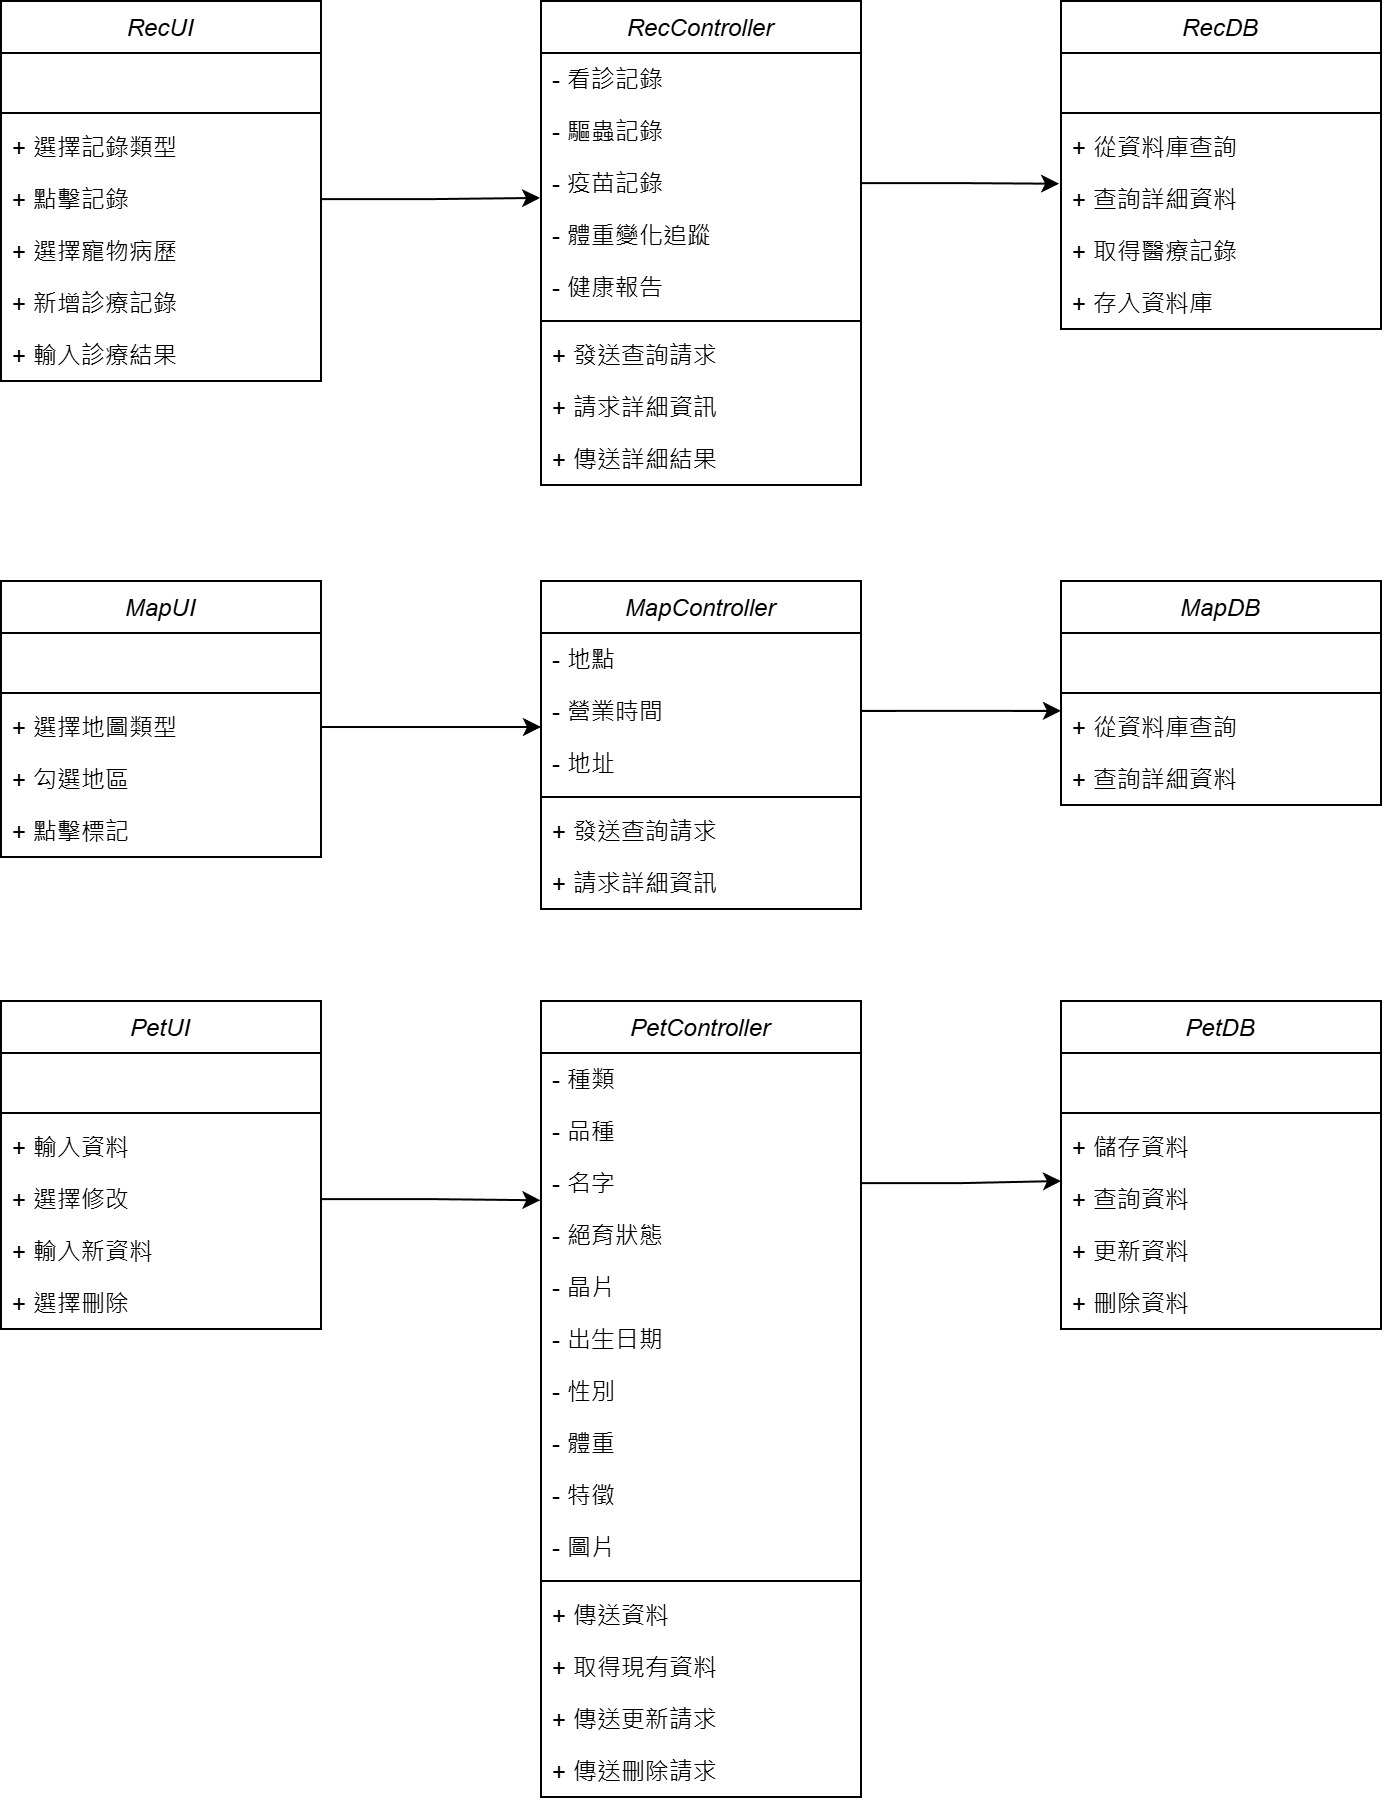 RecUI
+ 選擇記錄類型
+ 點擊記錄
+ 選擇寵物病歷
+ 新增診療記錄
+ 輸入診療結果
RecController
- 看診記錄
- 驅蟲記錄
- 疫苗記錄
- 體重變化追蹤
- 健康報告
+ 發送查詢請求
+ 請求詳細資訊
+ 傳送詳細結果
RecDB
+ 從資料庫查詢
+ 查詢詳細資料
+ 取得醫療記錄
+ 存入資料庫
MapUI
+ 選擇地圖類型
+ 勾選地區
+ 點擊標記
MapController
- 地點
- 營業時間
- 地址
+ 發送查詢請求
+ 請求詳細資訊
MapDB
+ 從資料庫查詢
+ 查詢詳細資料
PetUI
+ 輸入資料
+ 選擇修改
+ 輸入新資料
+ 選擇刪除
PetController
- 種類
- 品種
- 名字
- 絕育狀態
- 晶片
- 出生日期
- 性別
- 體重
- 特徵
- 圖片
+ 傳送資料
+ 取得現有資料
+ 傳送更新請求
+ 傳送刪除請求
PetDB
+ 儲存資料
+ 查詢資料
+ 更新資料
+ 刪除資料